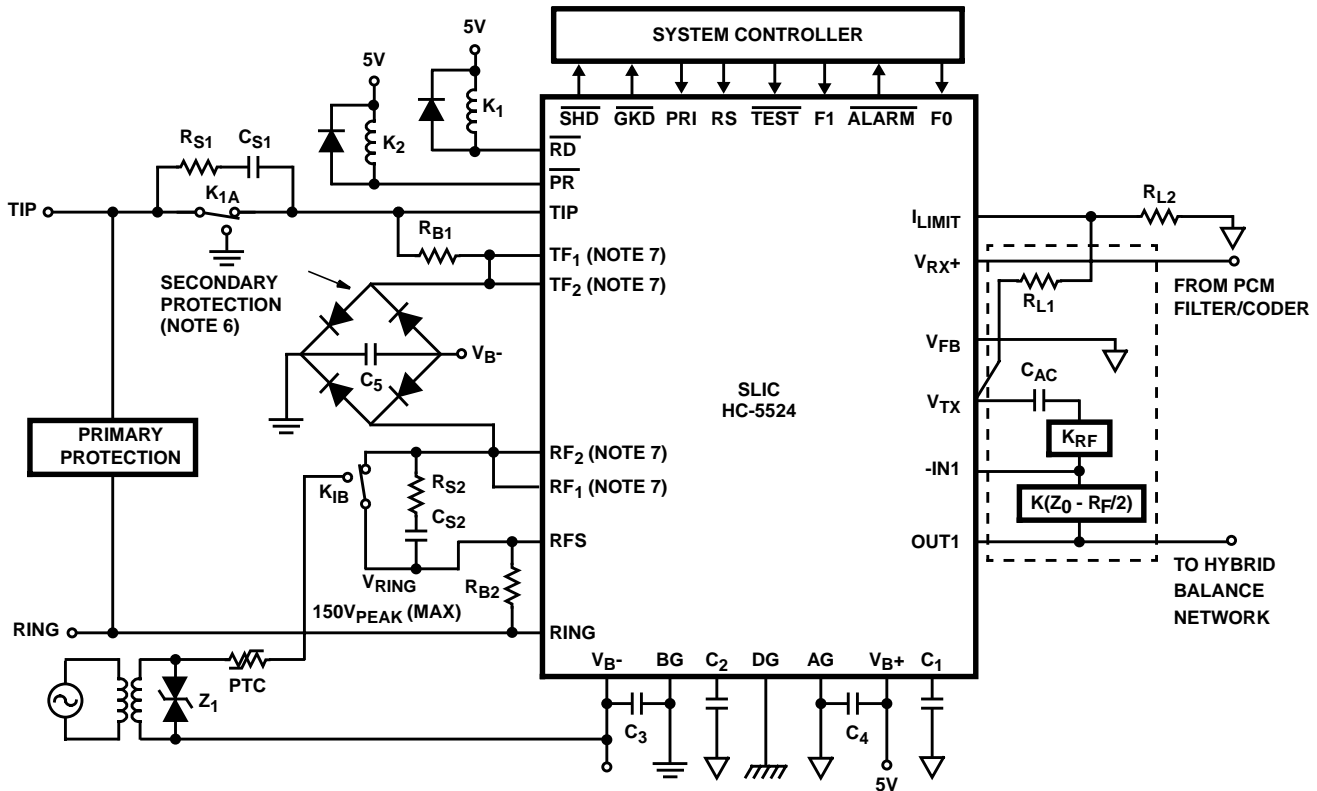 SYSTEM CONTROLLER
5V
5V
K1
K2
SHD GKD PRI RS TEST F1 ALARM F0
RD
PR
RS1 CS1
K1A
TIP
TIP
RB1
TF1 (NOTE 7)
TF2 (NOTE 7)
SECONDARY
PROTECTION
(NOTE 6)
VB-
C5
PRIMARY
PROTECTION
SLIC
HC-5524
RF2 (NOTE 7)
RF1 (NOTE 7)
KIB
RS2
CS2
RFS
VRING
150VPEAK (MAX)
RB2
RING
RING
PTC
Z1
ILIMIT
RL2
VRX+
FROM PCM
FILTER/CODER
RL1
VFB
CAC
VTX
KRF
-IN1
K(Z0 - RF/2)
OUT1
TO HYBRID
BALANCE
NETWORK
VB- BG C2 DG AG VB+ C1
C3
C4
5V